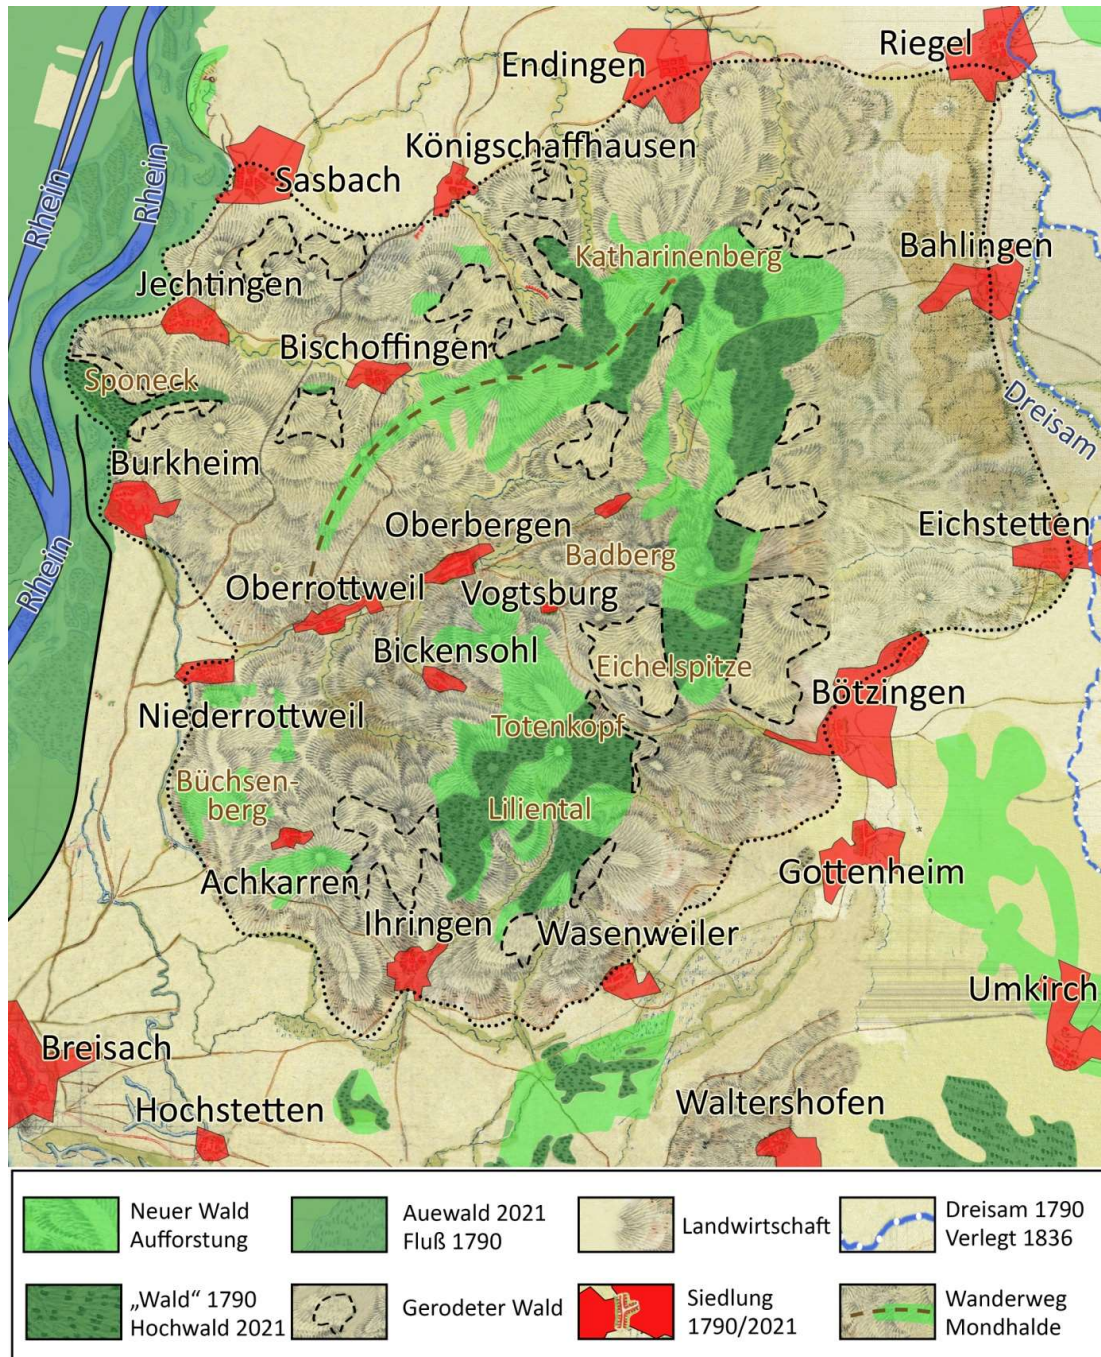 Endingen
Riegel
Königschaffhausen
Sasbach
Rheiin
Rhein
Katharinenberg
Bahlingen
Jechtingen
Bischoffingen
Sponeck
Dreisam
Burkheim
Oberbergen
Eichstetten
Badberg
Rheiin
Oberrottweil
Vogtsburg
Bickensohl
Eichelspitze
Bötzingen
Niederrottweil
Totenkopf
Büchsen-
berg
Liliental
Achkarren
Gottenheim
Ihringen
Wasenweiler
Umkirch
Breisach
Hochstetten
Waltershofen
Neuer Wald
Aufforstung
Auewald 2021
Fluß 1790
Landwirtschaft
Dreisam 1790
Verlegt 1836
„Wald“ 1790
Hochwald 2021
Gerodeter Wald
Siedlung
1790/2021
Wanderweg
Mondhalde